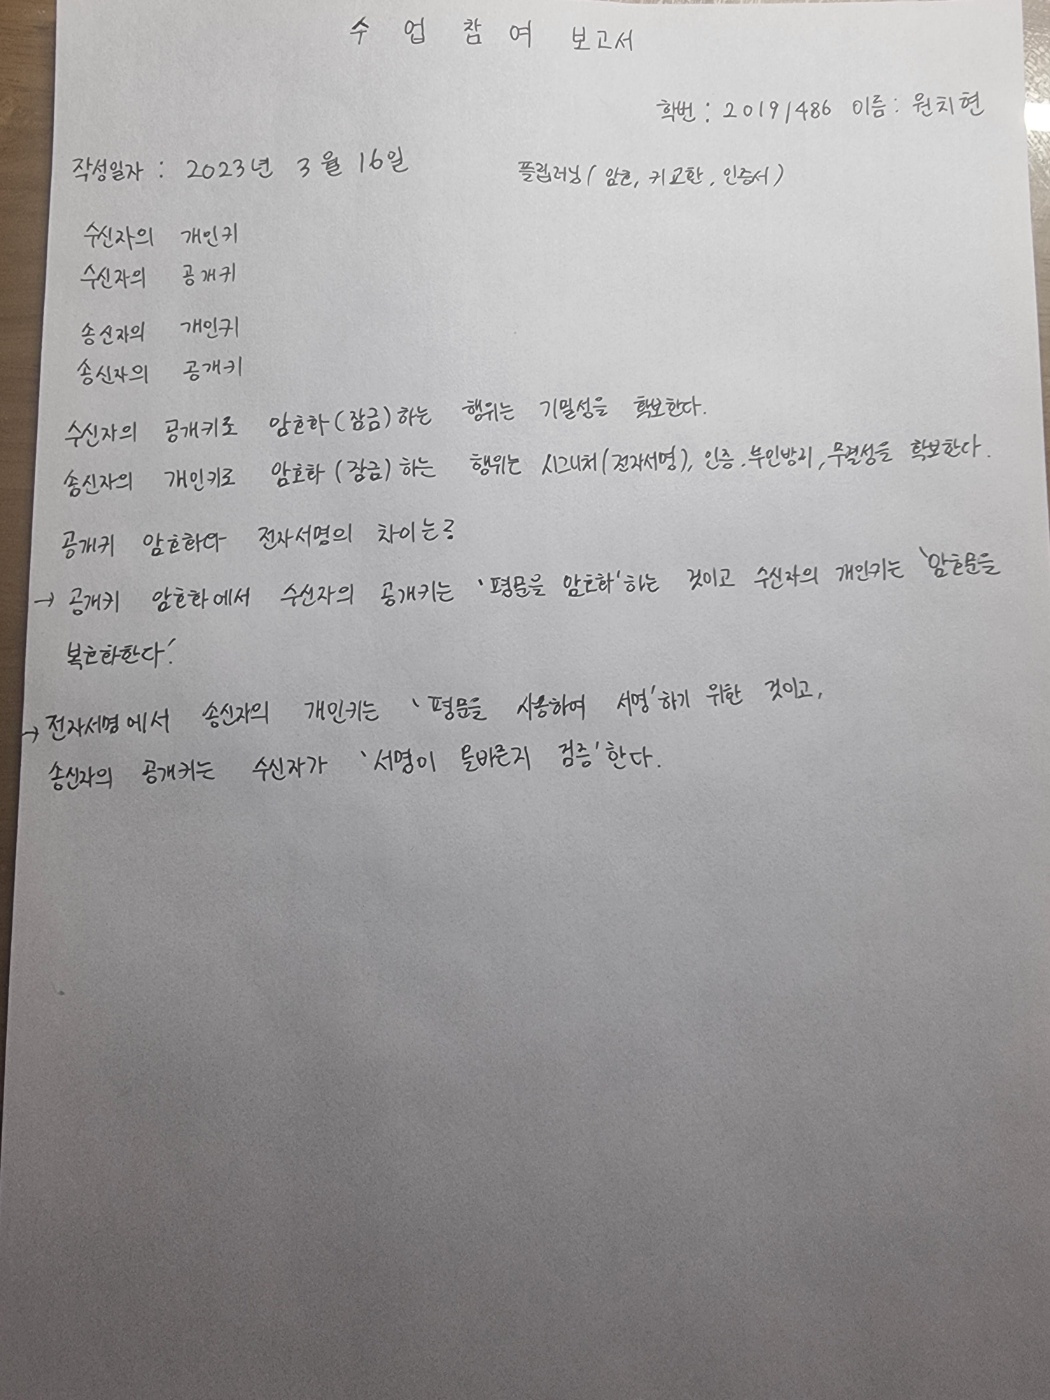 수 업 참 여 보고서
학번 : 20191486 이름 : 원치현
작성일자 : 2023년 3월 16일 플립러닝 ( 암호, 키교환, 인증서 )
수신자의 개인키
수신자의 공개키
송신자의 개인키
송신자의 공개키
수신자의 공개키로 암호화(잠금)하는 행위는 기밀성을 확보한다.
송신자의 개인키로 암호화 (잠금)하는 행위는 시그니처(전자서명), 인증, 부인방지, 무결성을 확보한다.
공개키 암호화와 전자서명의 차이는?
→ 공개키 암호화에서 수신자의 공개키는 '평문을 암호화'하는 것이고 수신자의 개인키는 '암호문을
복호화한다'.
→ 전자서명에서 송신자의 개인키는 '평문을 사용하여 서명'하기 위한 것이고,
송신자의 공개키는 수신자가 '서명이 올바른지 검증'한다.